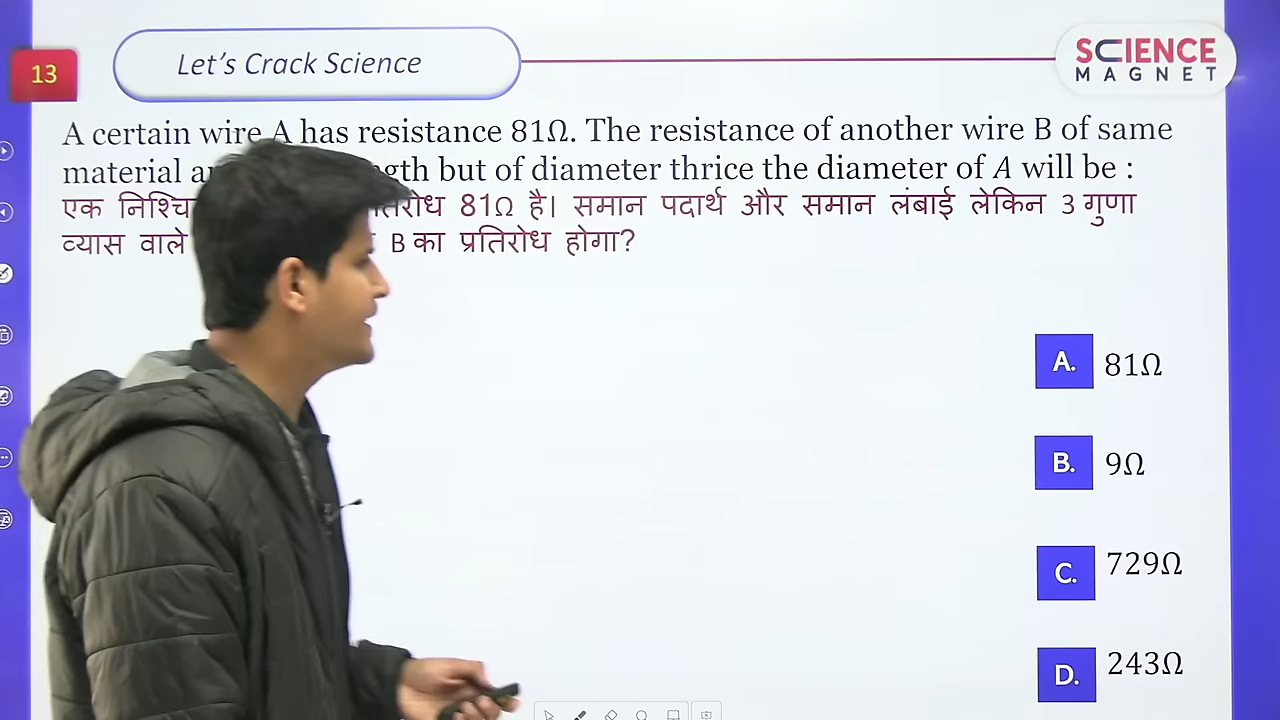 13
Let's Crack Science
SCIENCE
MAGNET
A certain wire A has resistance 81Ω. The resistance of another wire B of same
material but of diameter thrice the diameter of A will be :
एक 81Ω है। समान पदार्थ और समान लंबाई लेकिन 3 गुणा
व्यास वाले B का प्रतिरोध होगा?
A. 81Ω
B. 9Ω
C. 729Ω
D. 243Ω